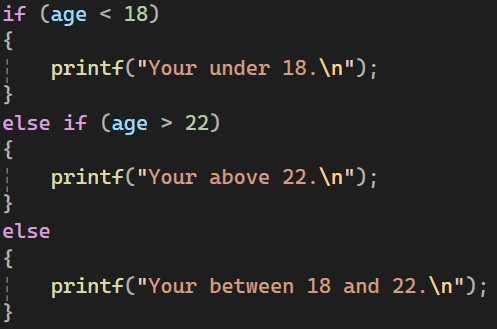 if (age < 18)
{
    printf("Your under 18.\n");
}
else if (age > 22)
{
    printf("Your above 22.\n");
}
else
{
    printf("Your between 18 and 22.\n");
}